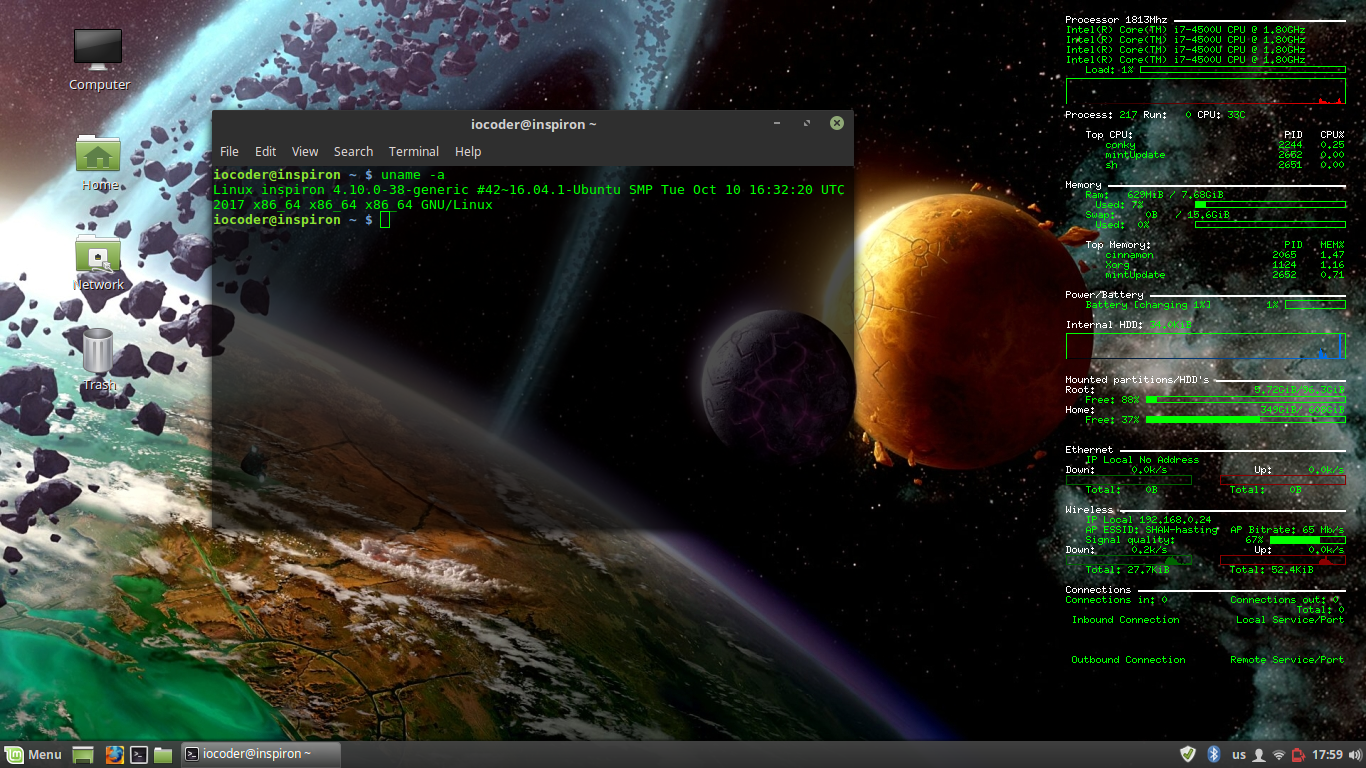 Computer
Home
Network
Trash
iocoder@inspiron ~
File Edit View Search Terminal Help
iocoder@inspiron ~ $ uname -a
Linux inspiron 4.10.0-38-generic #42~16.04.1-Ubuntu SMP Tue Oct 10 16:32:20 UTC
2017 x86_64 x86_64 x86_64 GNU/Linux
iocoder@inspiron ~ $
Processor 1813Mhz
Intel(R) Core(TM) i7-4500U CPU @ 1.80GHz
Intel(R) Core(TM) i7-4500U CPU @ 1.80GHz
Intel(R) Core(TM) i7-4500U CPU @ 1.80GHz
Intel(R) Core(TM) i7-4500U CPU @ 1.80GHz
Load: 1%
Process: 217 Run: 0 CPU: 33C
Top CPU: PID CPU%
conky 2244 0.25
mintUpdate 2652 0.00
sh 2651 0.00
Memory
Ram: 629MiB / 7.68GiB
Used: 7%
Swap: 0B / 15.6GiB
Used: 0%
Top Memory: PID MEM%
cinnamon 2065 1.47
Xorg 1124 1.16
mintUpdate 2652 0.71
Power/Battery
Battery [charging 1%] 1%
Internal HDD:
Mounted partitions/HDD's
Root:
Free: 88%
Home:
Free: 37%
Ethernet
IP Local No Address
Down: 0.0k/s Up: 0.0k/s
Total: 0B Total: 0B
Wireless
IP Local 192.168.0.24
AP ESSID: SHAW-hasting AP Bitrate: 65 Mb/s
Signal quality: 67%
Down: 0.2k/s Up: 0.0k/s
Total: 27.7KiB Total: 52.4KiB
Connections
Connections in: 0 Connections out:
Total: 0
Inbound Connection Local Service/Port
Outbound Connection Remote Service/Port
Menu iocoder@inspiron ~ us 17:59